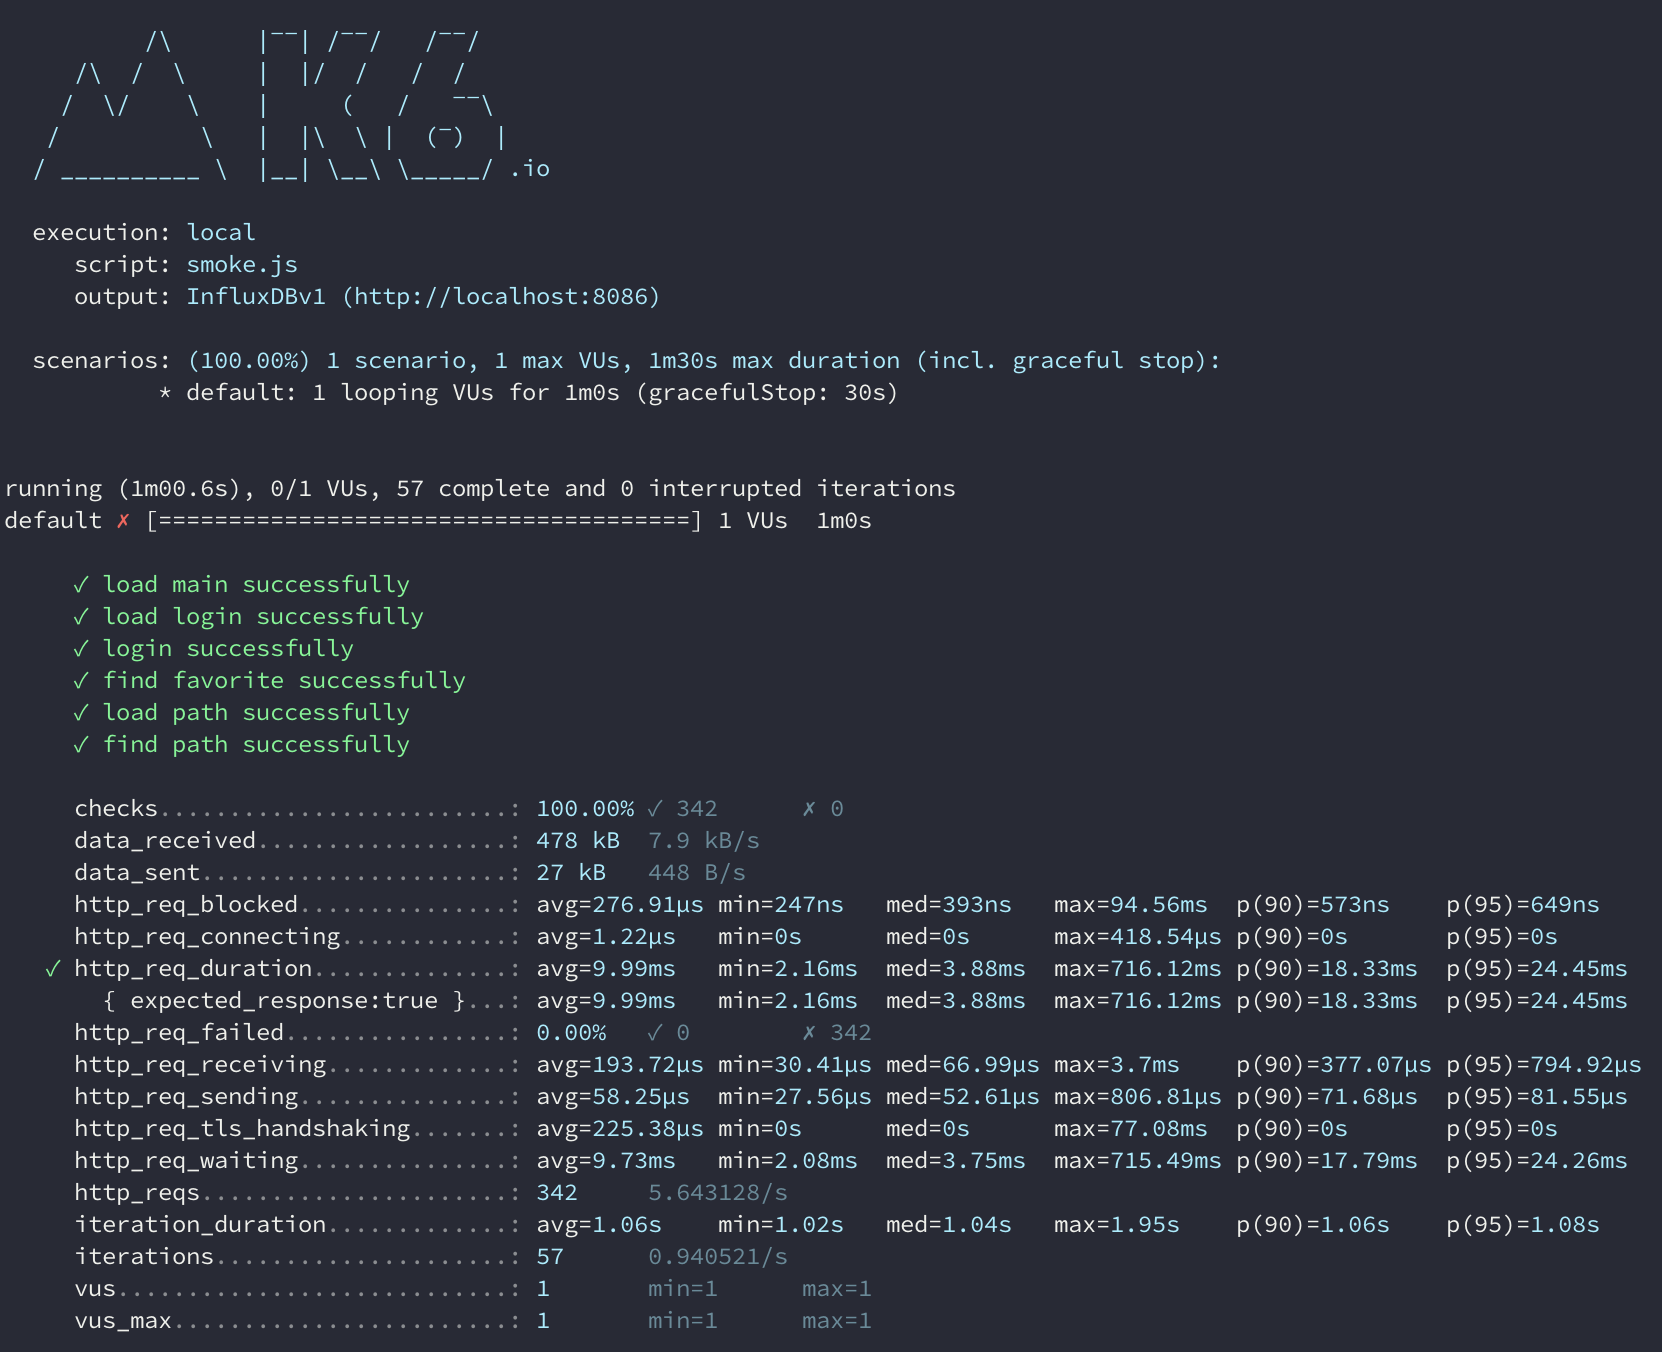 /\      |‾‾| /‾‾/   /‾‾/
     /\  /  \     |  |/  /   /  /
    /  \/    \    |     (   /   ‾‾\
   /          \   |  |\  \ |  (‾)  |
  / __________ \  |__| \__\ \_____/ .io

  execution: local
     script: smoke.js
     output: InfluxDBv1 (http://localhost:8086)

  scenarios: (100.00%) 1 scenario, 1 max VUs, 1m30s max duration (incl. graceful stop):
           * default: 1 looping VUs for 1m0s (gracefulStop: 30s)


running (1m00.6s), 0/1 VUs, 57 complete and 0 interrupted iterations
default ✗ [======================================] 1 VUs  1m0s

     ✓ load main successfully
     ✓ load login successfully
     ✓ login successfully
     ✓ find favorite successfully
     ✓ load path successfully
     ✓ find path successfully

     checks.........................: 100.00% ✓ 342      ✗ 0
     data_received..................: 478 kB  7.9 kB/s
     data_sent......................: 27 kB   448 B/s
     http_req_blocked...............: avg=276.91µs min=247ns   med=393ns   max=94.56ms  p(90)=573ns    p(95)=649ns
     http_req_connecting............: avg=1.22µs   min=0s      med=0s      max=418.54µs p(90)=0s       p(95)=0s
   ✓ http_req_duration..............: avg=9.99ms   min=2.16ms  med=3.88ms  max=716.12ms p(90)=18.33ms  p(95)=24.45ms
       { expected_response:true }...: avg=9.99ms   min=2.16ms  med=3.88ms  max=716.12ms p(90)=18.33ms  p(95)=24.45ms
     http_req_failed................: 0.00%   ✓ 0        ✗ 342
     http_req_receiving.............: avg=193.72µs min=30.41µs med=66.99µs max=3.7ms    p(90)=377.07µs p(95)=794.92µs
     http_req_sending...............: avg=58.25µs  min=27.56µs med=52.61µs max=806.81µs p(90)=71.68µs  p(95)=81.55µs
     http_req_tls_handshaking.......: avg=225.38µs min=0s      med=0s      max=77.08ms  p(90)=0s       p(95)=0s
     http_req_waiting...............: avg=9.73ms   min=2.08ms  med=3.75ms  max=715.49ms p(90)=17.79ms  p(95)=24.26ms
     http_reqs......................: 342     5.643128/s
     iteration_duration.............: avg=1.06s    min=1.02s   med=1.04s   max=1.95s    p(90)=1.06s    p(95)=1.08s
     iterations.....................: 57      0.940521/s
     vus............................: 1       min=1      max=1
     vus_max........................: 1       min=1      max=1